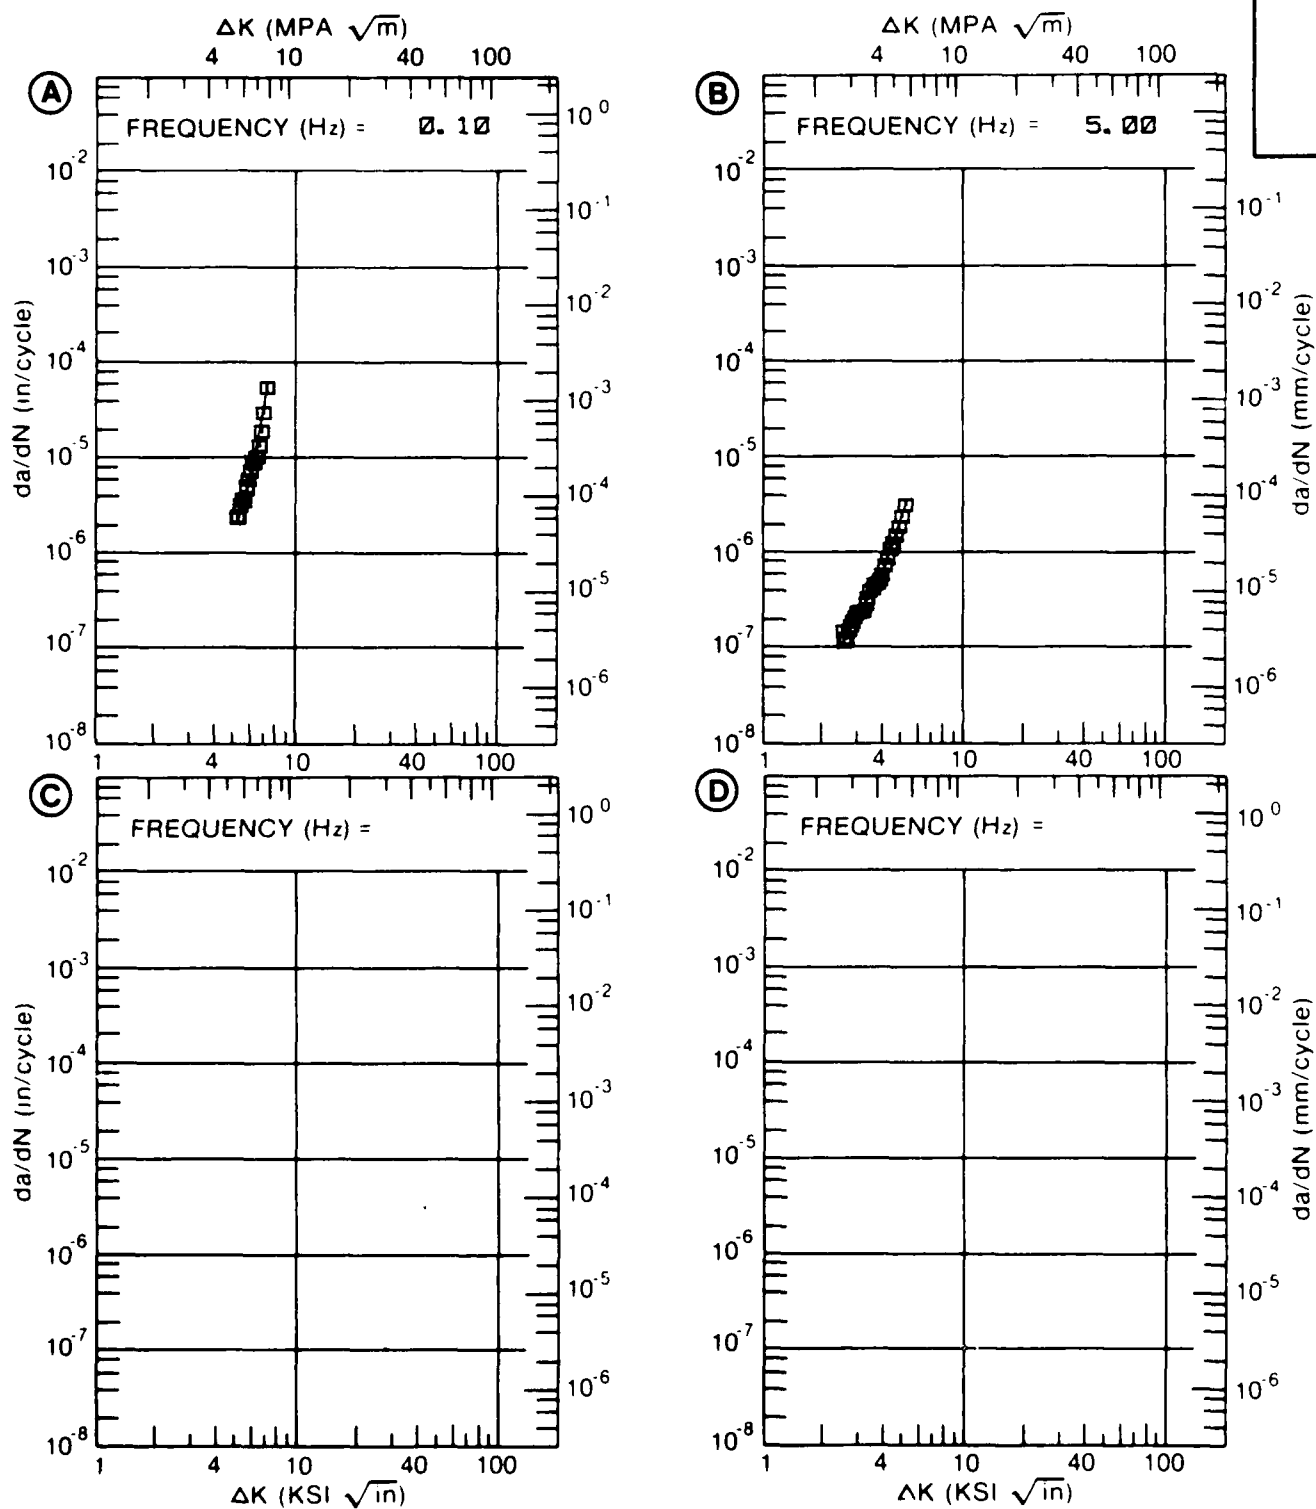 ΔK (MPA √m)
4 10 40 100
A
FREQUENCY (Hz) = 0.10
10^0
10^-1
10^-2
10^-3
10^-4
10^-5
10^-6
10^-2
10^-3
10^-4
10^-5
10^-6
10^-7
10^-8
da/dN (in/cycle)
1 4 10 40 100
ΔK (MPA √m)
4 10 40 100
B
FREQUENCY (Hz) = 5.00
10^-2
10^-3
10^-4
10^-5
10^-6
10^-7
10^-8
10^-1
10^-2
10^-3
10^-4
10^-5
10^-6
da/dN (mm/cycle)
1 4 10 40 100
C
FREQUENCY (Hz) =
10^0
10^-1
10^-2
10^-3
10^-4
10^-5
10^-6
10^-2
10^-3
10^-4
10^-5
10^-6
10^-7
10^-8
da/dN (in/cycle)
1 4 10 40 100
ΔK (KSI √in)
D
FREQUENCY (Hz) =
10^-2
10^-3
10^-4
10^-5
10^-6
10^-7
10^-8
10^0
10^-1
10^-2
10^-3
10^-4
10^-5
10^-6
da/dN (mm/cycle)
1 4 10 40 100
ΔK (KSI √in)